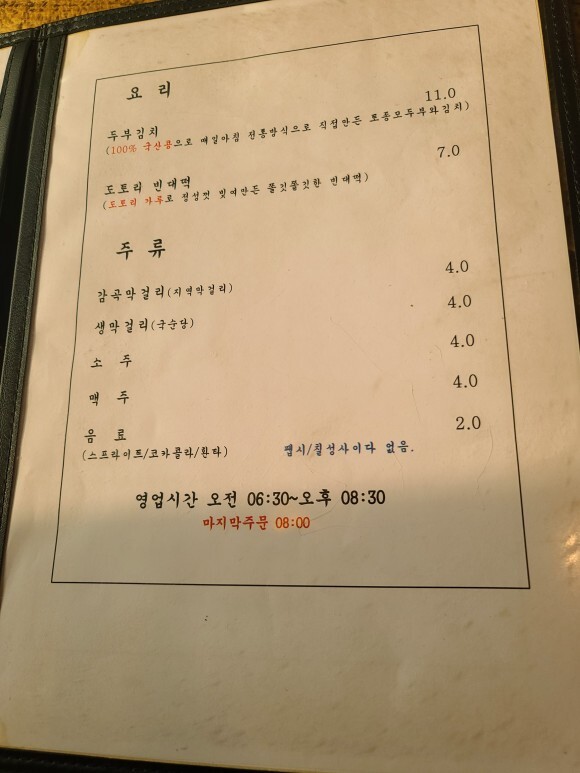 요 리
두부김치 11.0
(100% 국산콩으로 매일아침 전통방식으로 직접만든 토종모두부와김치)
도토리 빈대떡 7.0
(도토리 가루로 정성껏 빚어만든 쫄깃쫄깃한 빈대떡)
주 류
감곡막걸리(지역막걸리) 4.0
생막걸리(국순당) 4.0
소 주 4.0
맥 주 4.0
음 료 2.0
(스프라이트/코카콜라/환타) 펩시/칠성사이다 없음.
영업시간 오전 06:30~오후 08:30
마지막주문 08:00